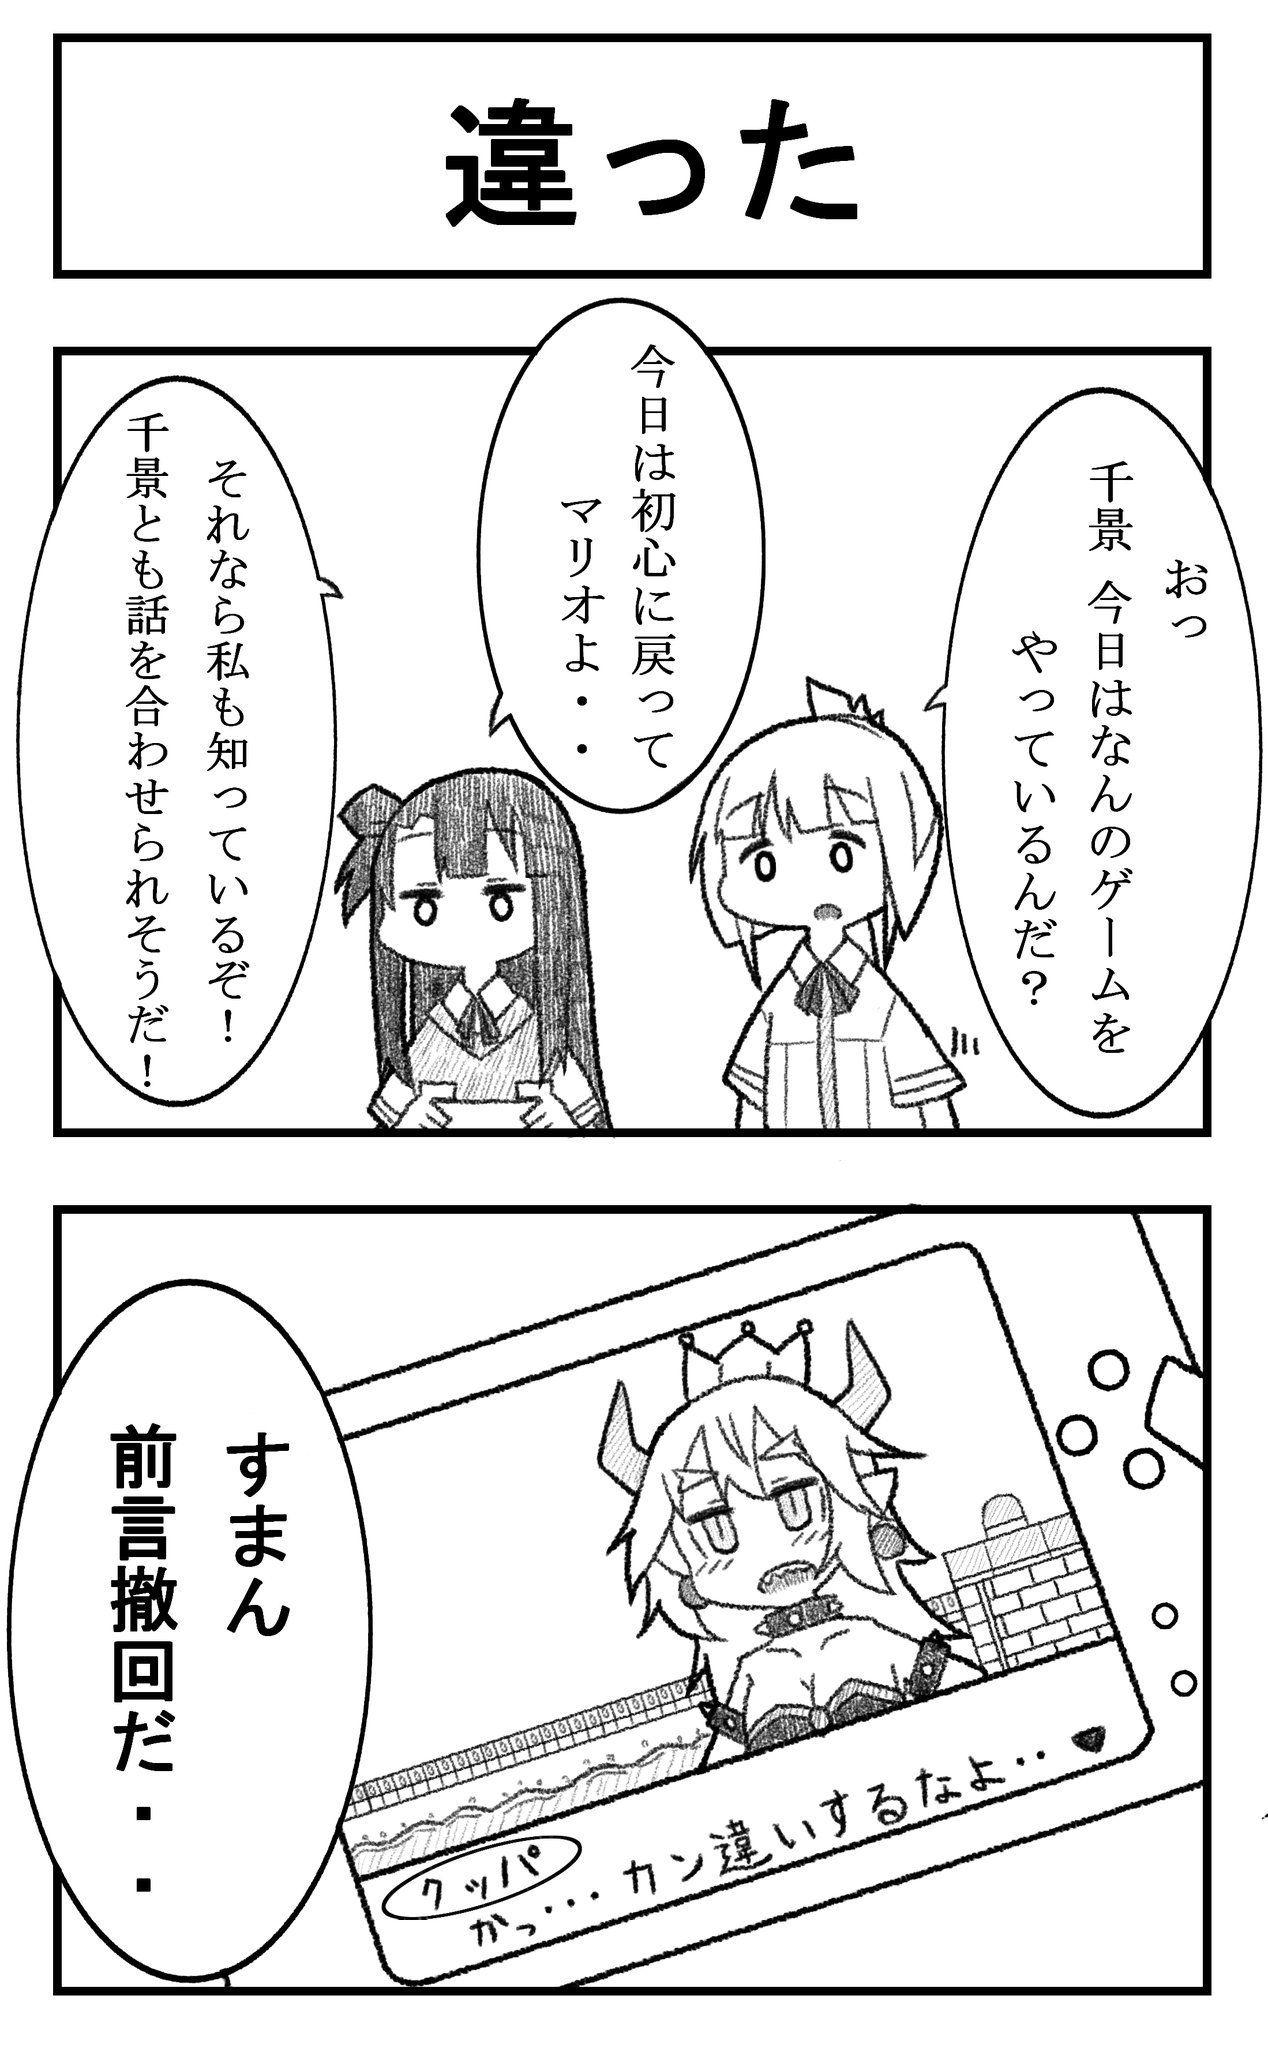 違った
おっ
千景 今日はなんのゲームを
やっているんだ?
今日は初心に戻って
マリオよ・・
それなら私も知っているぞ!
千景とも話を合わせられそうだ!
すまん
前言撤回だ・・
クッパ
がっ・・・カン違いするなよ・・♥